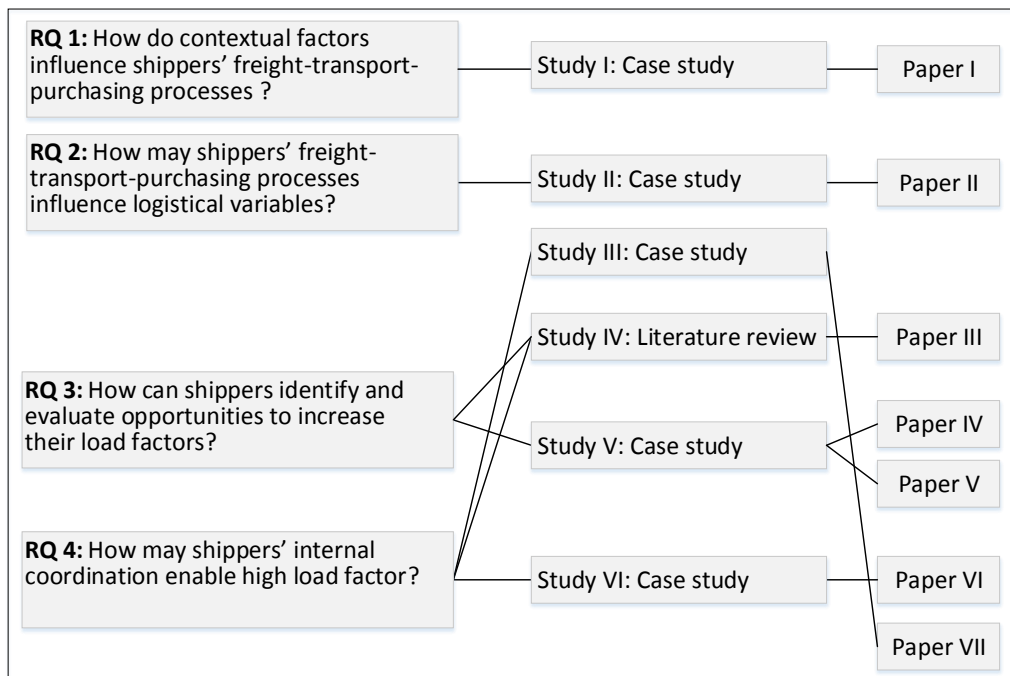 RQ 1: How do contextual factors
influence shippers’ freight-transport-
purchasing processes ?
Study I: Case study
Paper I
RQ 2: How may shippers’ freight-
transport-purchasing processes
influence logistical variables?
Study II: Case study
Paper II
Study III: Case study
Study IV: Literature review
Paper III
RQ 3: How can shippers identify and
evaluate opportunities to increase
their load factors?
Study V: Case study
Paper IV
Paper V
RQ 4: How may shippers’ internal
coordination enable high load factor?
Study VI: Case study
Paper VI
Paper VII